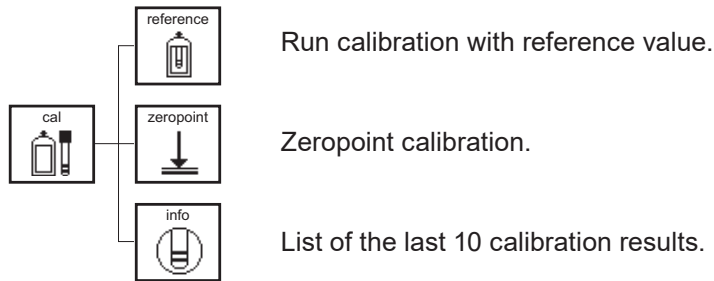 reference
Run calibration with reference value.
cal
zeropoint
Zeropoint calibration.
info
List of the last 10 calibration results.